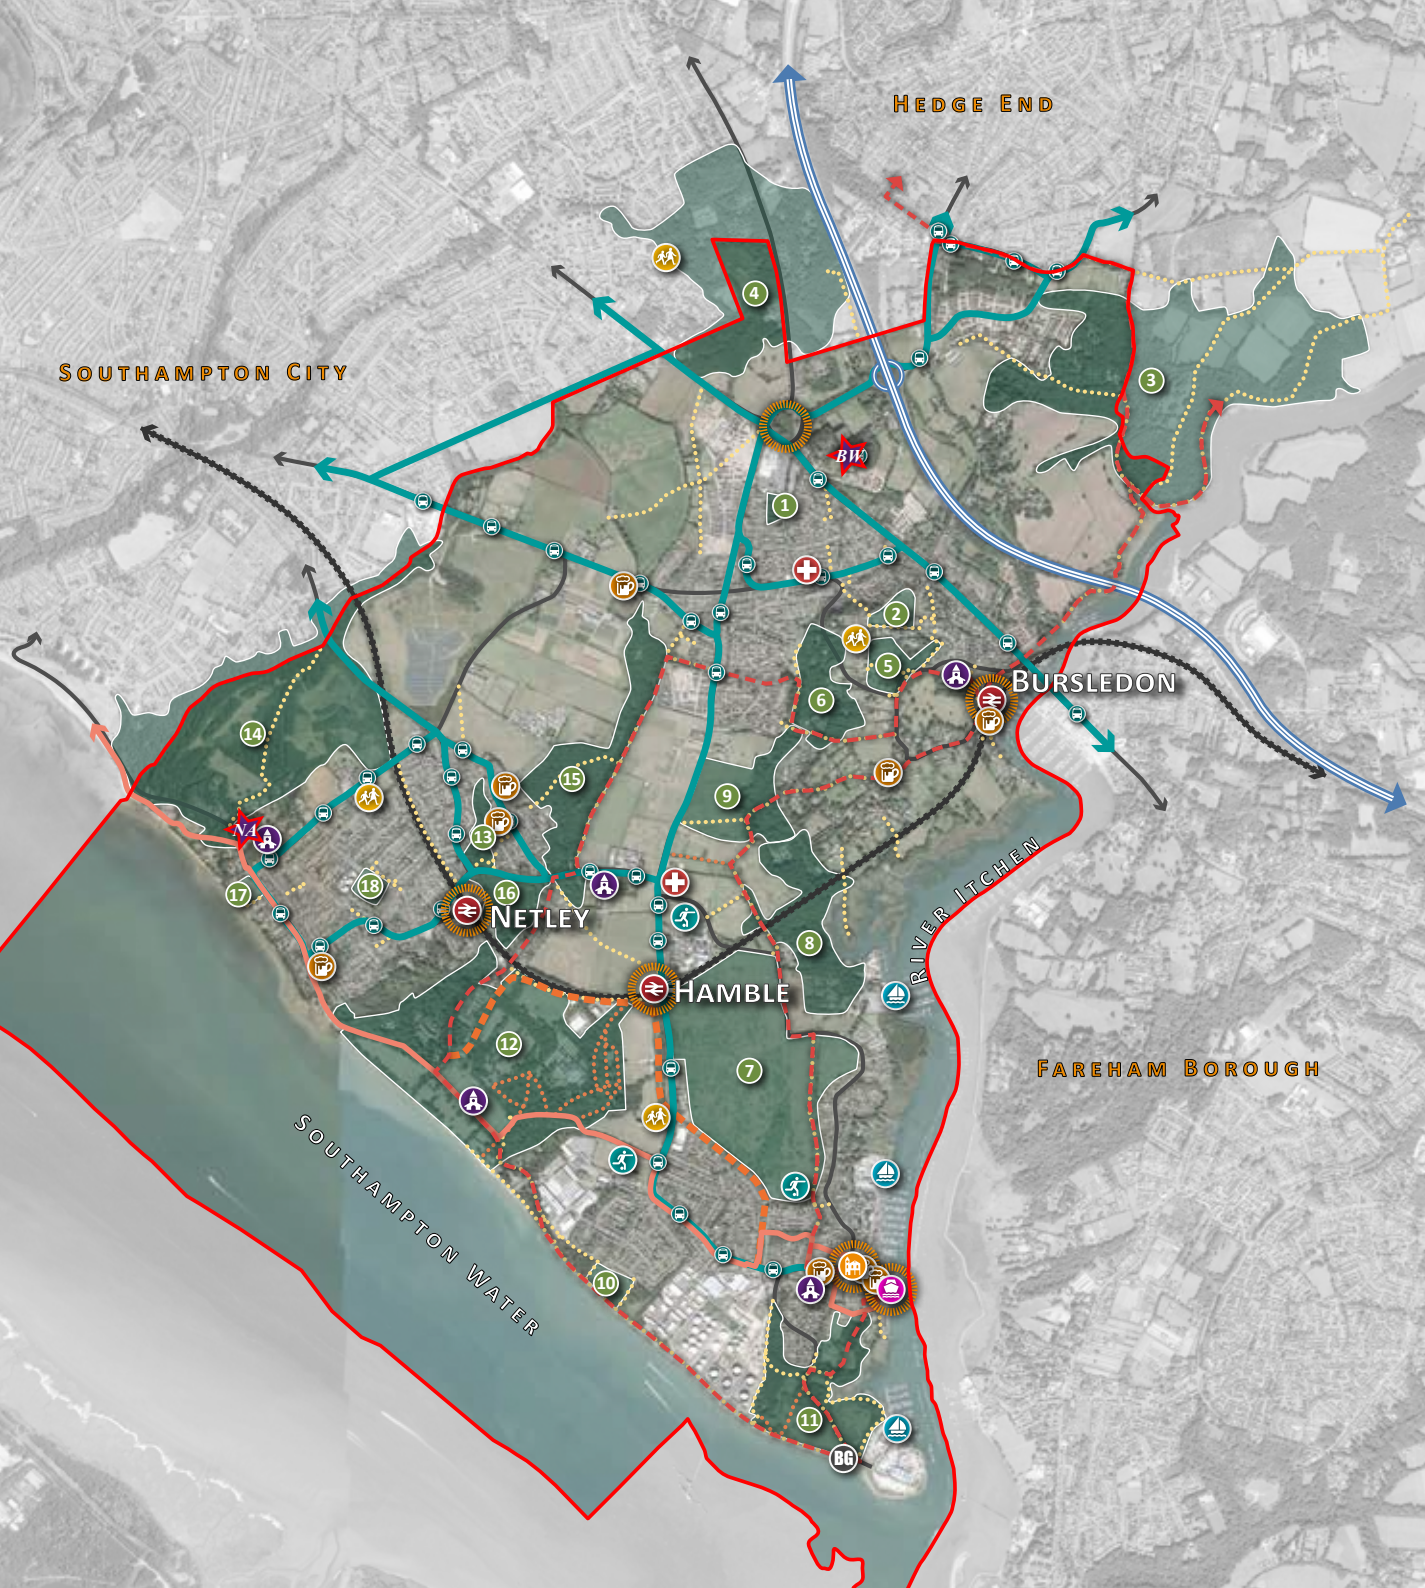 HEDGE END
4
SOUTHAMPTON CITY
3
BW
1
2
5
BURSLEDON
6
14
15
9
NA
13
RIVER ITCHEN
18
17
16
NETLEY
8
HAMBLE
12
7
FAREHAM BOROUGH
SOUTHAMPTON WATER
10
11
BG